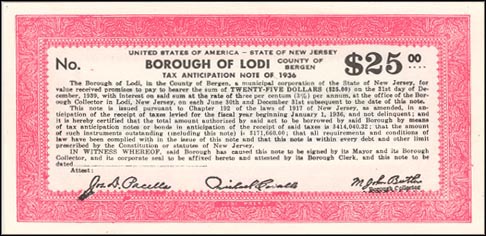 UNITED STATES OF AMERICA — STATE OF NEW JERSEY
No. BOROUGH OF LODI COUNTY OF BERGEN $25.00
TAX ANTICIPATION NOTE OF 1936
The Borough of Lodi, in the County of Bergen, a municipal corporation of the State of New Jersey, for
value received promises to pay to bearer the sum of TWENTY-FIVE DOLLARS ($25.00) on the 31st day of De-
cember, 1939, with interest on said sum at the rate of three per centum per annum, at the office of the Bor-
ough Collector in Lodi, New Jersey, on each June 30th and December 31st subsequent to the date of this note.
This note is issued pursuant to Chapter 192 of the laws of 1917 of New Jersey, as amended, in an-
ticipation of the receipt of taxes levied for the fiscal year beginning January 1, 1936, and not delinquent; and
it is hereby certified that the total amount authorized by said act to be borrowed by said Borough by means
of tax anticipation notes or bonds in anticipation of the receipt of said taxes is that the amount
of such instruments outstanding (including this note) is that all requirements and conditions of
law have been complied with in the issue of this note and that this note is within every debt and other limit
prescribed by the Constitution or statutes of New Jersey.
IN WITNESS WHEREOF, said Borough has caused this note to be signed by its Mayor and its Borough
Collector, and its corporate seal to be affixed hereto and attested by its Borough Clerk, and this note to be
dated
Attest:
Borough Collector